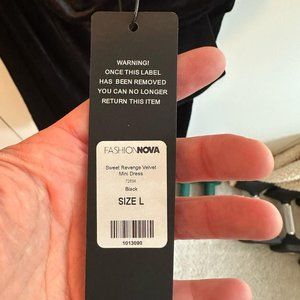 WARNING!
ONCE THIS LABEL
HAS BEEN REMOVED
YOU CAN NO LONGER
RETURN THIS ITEM
FASHIONNOVA
Sweet Revenge Velvet
Mini Dress
Black
SIZE L
1013090